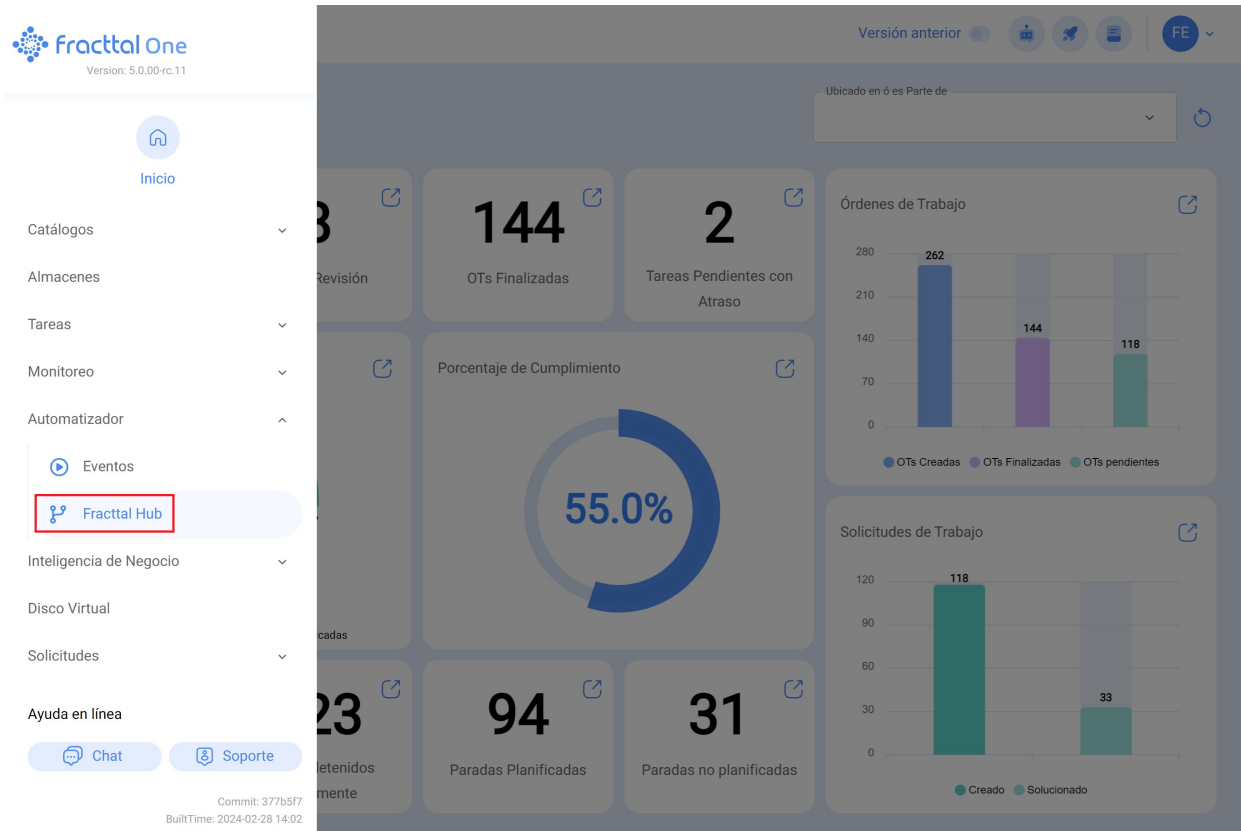 fracttal One
Version: 5.0.00-rc.11
Inicio
Catálogos
Almacenes
Tareas
Monitoreo
Automatizador
Eventos
Fracttal Hub
Inteligencia de Negocio
Disco Virtual
Solicitudes
Ayuda en línea
Chat
Soporte
Commit: 377b5f7
BuiltTime: 2024-02-28 14:02
Versión anterior
FE
Ubicado en ó es Parte de
3
Revisión
144
OTs Finalizadas
2
Tareas Pendientes con
Atraso
Órdenes de Trabajo
280
210
140
70
0
262
144
118
OTs Creadas
OTs Finalizadas
OTs pendientes
cadas
Porcentaje de Cumplimiento
55.0%
Solicitudes de Trabajo
120
90
60
30
0
118
33
Creado
Solucionado
23
detenidos
mente
94
Paradas Planificadas
31
Paradas no planificadas